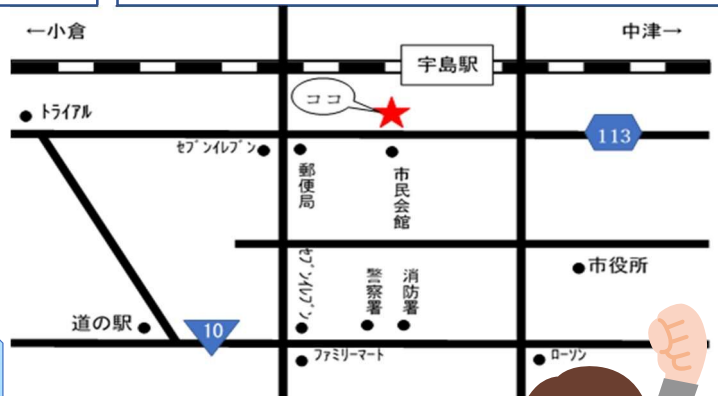 ←小倉
中津→
宇島駅
ココ
トライアル
113
セブンイレブン
郵便局
市民会館
セブンイレブン
警察署
消防署
市役所
道の駅
10
ファミリーマート
ローソン